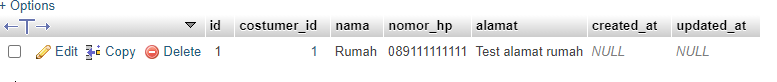 + Options
←T→ id costumer_id nama nomor_hp alamat created_at updated_at
Edit Copy Delete 1 1 Rumah 089111111111 Test alamat rumah NULL NULL